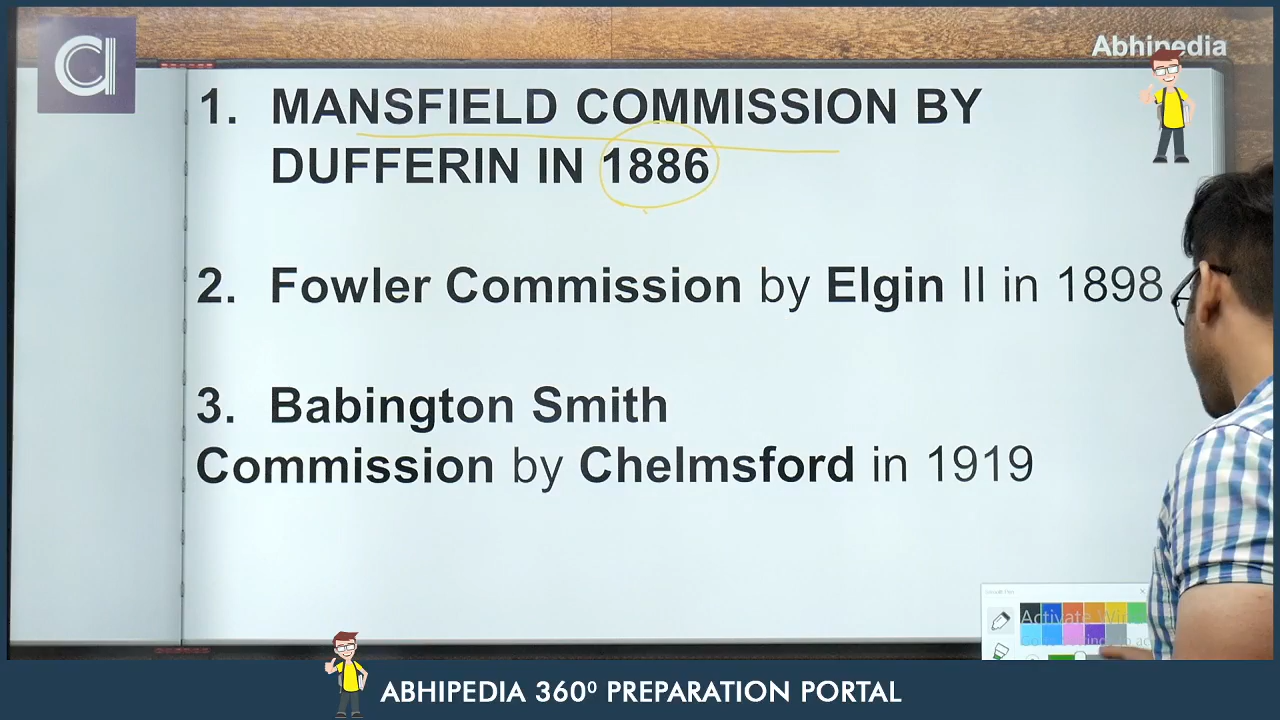 Abhipedia
1. MANSFIELD COMMISSION BY
DUFFERIN IN 1886
2. Fowler Commission by Elgin II in 1898
3. Babington Smith
Commission by Chelmsford in 1919
ABHIPEDIA 360⁰ PREPARATION PORTAL